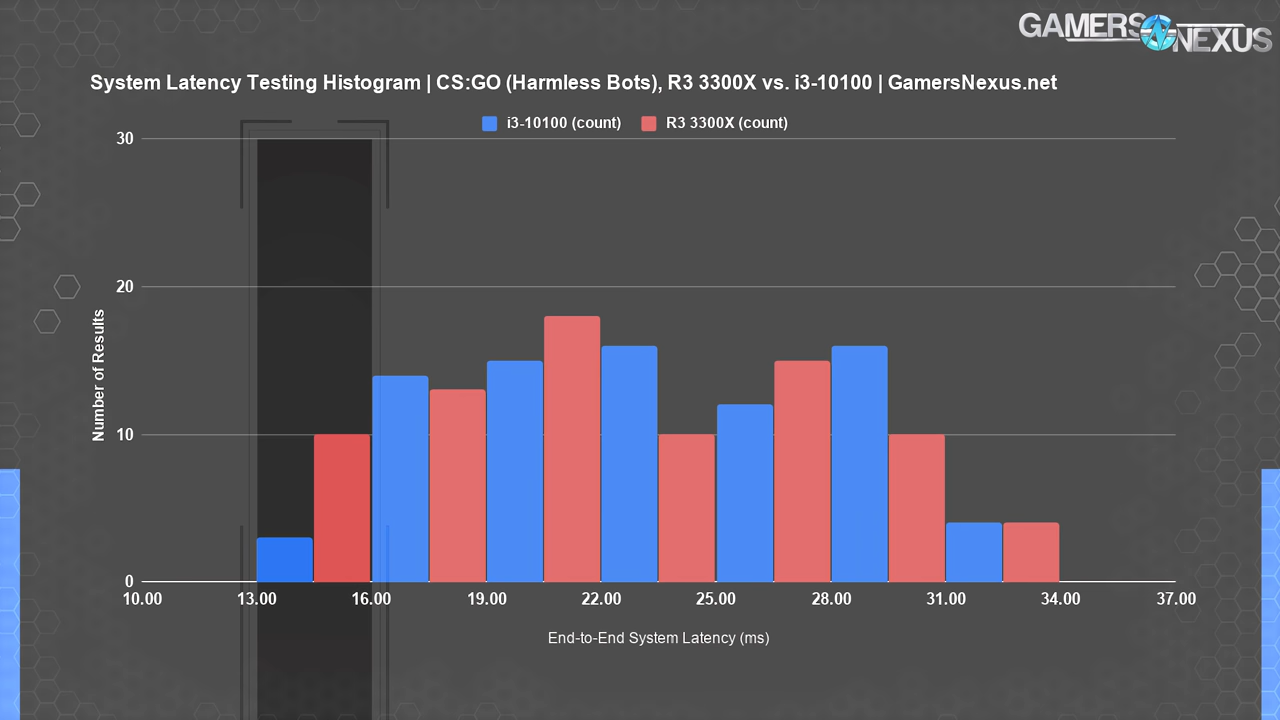 GAMERS NEXUS
System Latency Testing Histogram | CS:GO (Harmless Bots), R3 3300X vs. i3-10100 | GamersNexus.net
i3-10100 (count) R3 3300X (count)
30
20
10
0
Number of Results
10.00 13.00 16.00 19.00 22.00 25.00 28.00 31.00 34.00 37.00
End-to-End System Latency (ms)